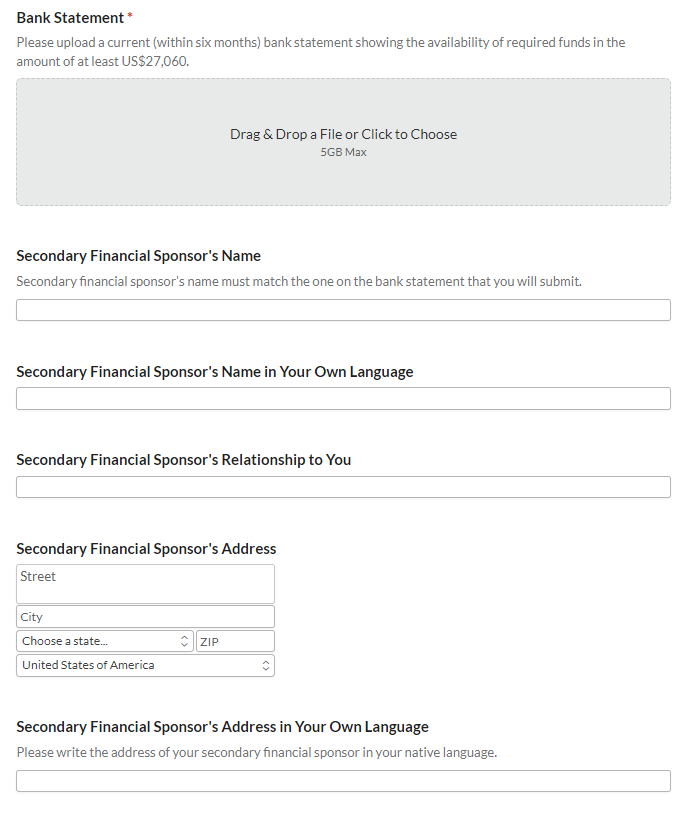 Bank Statement *
Please upload a current (within six months) bank statement showing the availability of required funds in the
amount of at least US$27,060.
Drag & Drop a File or Click to Choose
5GB Max
Secondary Financial Sponsor's Name
Secondary financial sponsor's name must match the one on the bank statement that you will submit.
Secondary Financial Sponsor's Name in Your Own Language
Secondary Financial Sponsor's Relationship to You
Secondary Financial Sponsor's Address
Street
City
Choose a state... ZIP
United States of America
Secondary Financial Sponsor's Address in Your Own Language
Please write the address of your secondary financial sponsor in your native language.